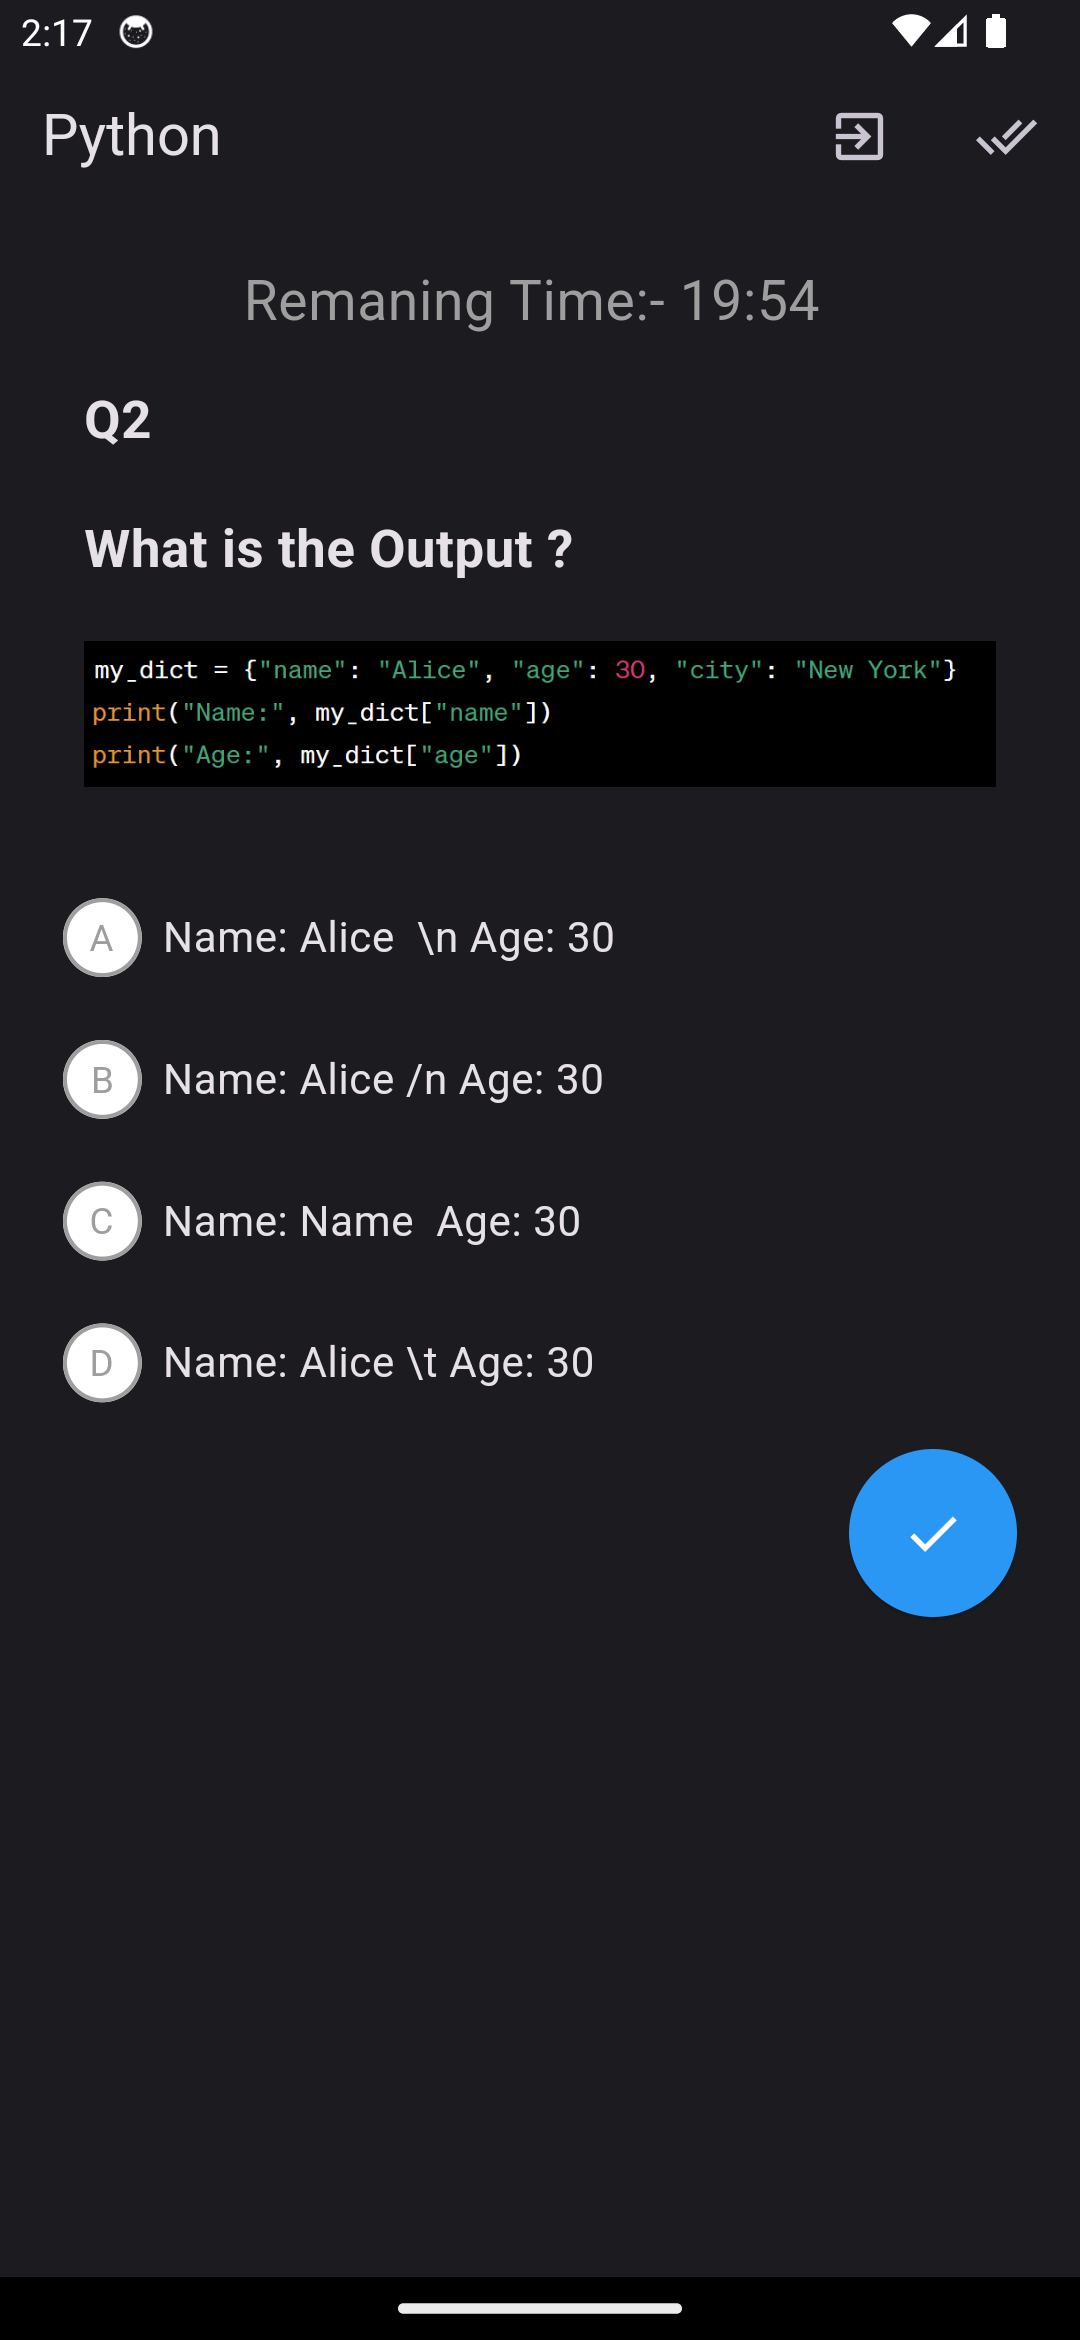 2:17
Python
Remaning Time:- 19:54
Q2
What is the Output ?
my_dict = {"name": "Alice", "age": 30, "city": "New York"}
print("Name:", my_dict["name"])
print("Age:", my_dict["age"])
A Name: Alice  \n Age: 30
B Name: Alice /n Age: 30
C Name: Name  Age: 30
D Name: Alice \t Age: 30